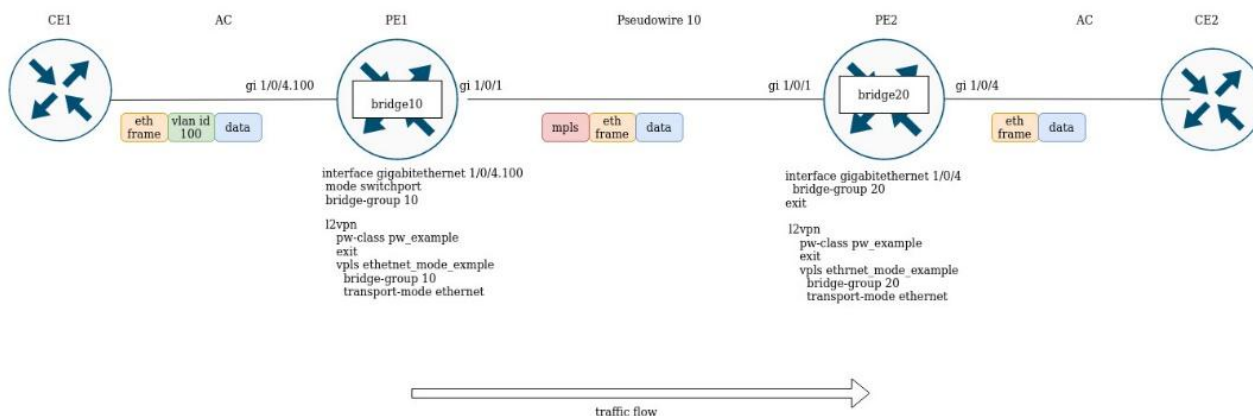 CE1
AC
PE1
Pseudowire 10
PE2
AC
CE2
gi 1/0/4.100
gi 1/0/1
gi 1/0/1
gi 1/0/4
bridge10
bridge20
eth
frame
vlan id
100
data
mpls
eth
frame
data
eth
frame
data
interface gigabitethernet 1/0/4.100
mode switchport
bridge-group 10
l2vpn
pw-class pw_example
exit
vpls ethetnet_mode_exmple
bridge-group 10
transport-mode ethernet
interface gigabitethernet 1/0/4
bridge-group 20
exit
l2vpn
pw-class pw_example
exit
vpls ethrnet_mode_example
bridge-group 20
transport-mode ethernet
traffic flow